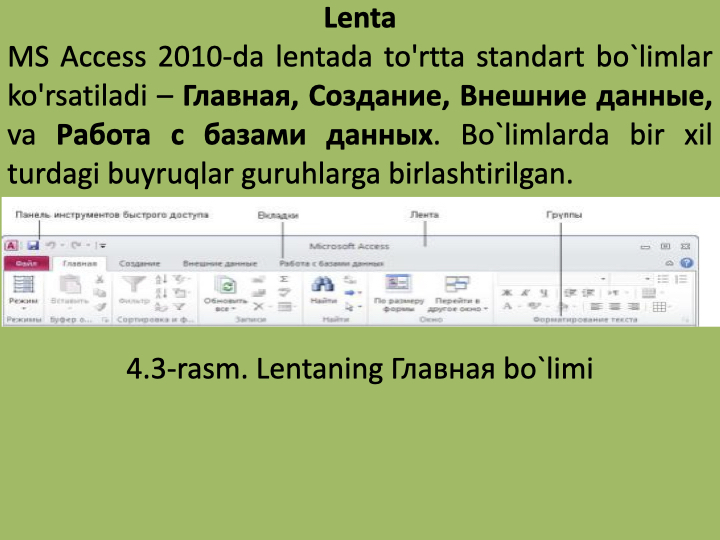 Lenta
MS Access 2010-da lentada to'rtta standart bo`limlar
ko'rsatiladi – Главная, Создание, Внешние данные,
va Работа с базами данных. Bo`limlarda bir xil
turdagi buyruqlar guruhlarga birlashtirilgan.
Панель инструментов быстрого доступа Вкладки Лента Группы
Microsoft Access
Файл Главная Создание Внешние данные Работа с базами данных
Режим Вставить Фильтр Обновить все Найти По размеру формы Перейти в другое окно
Ж К Ч
Режимы Буфер о... Сортировка и ф... Записи Найти Окно Форматирование текста
4.3-rasm. Lentaning Главная bo`limi